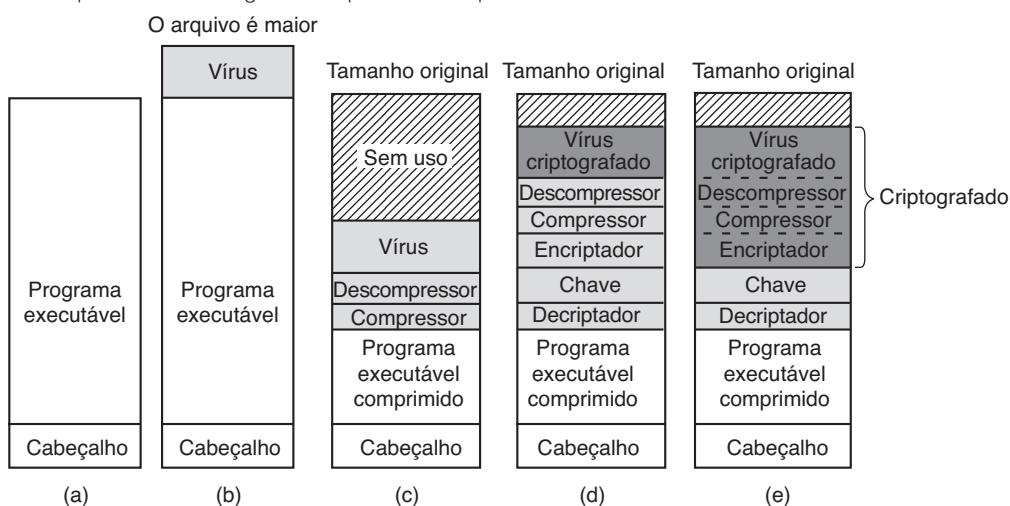 O arquivo é maior
Vírus
Programa
executável
Cabeçalho
(a)
Programa
executável
Cabeçalho
(b)
Tamanho original
Sem uso
Vírus
Descompressor
Compressor
Programa
executável
comprimido
Cabeçalho
(c)
Tamanho original
Vírus
criptografado
Descompressor
Compressor
Encriptador
Chave
Decriptador
Programa
executável
comprimido
Cabeçalho
(d)
Tamanho original
Vírus
criptografado
Descompressor
Compressor
Encriptador
Chave
Decriptador
Programa
executável
comprimido
Cabeçalho
(e)
Criptografado